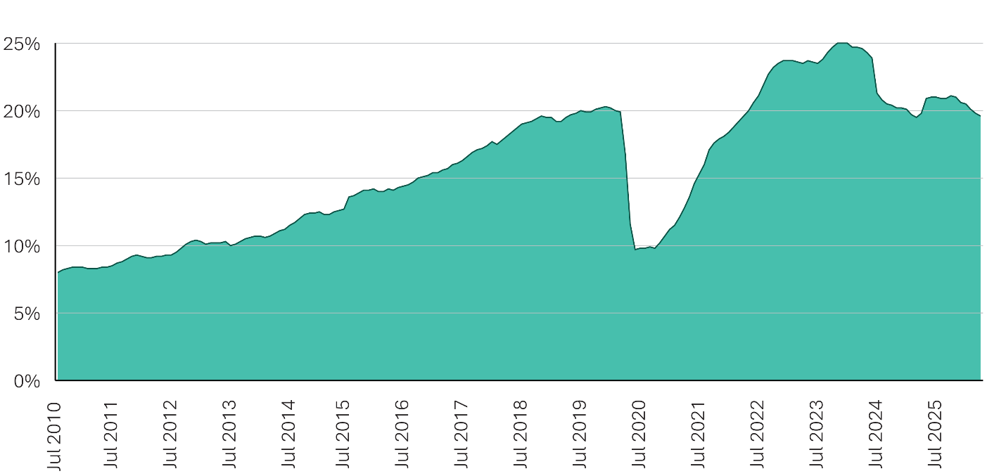 25%
20%
15%
10%
5%
0%
Jul 2010
Jul 2011
Jul 2012
Jul 2013
Jul 2014
Jul 2015
Jul 2016
Jul 2017
Jul 2018
Jul 2019
Jul 2020
Jul 2021
Jul 2022
Jul 2023
Jul 2024
Jul 2025